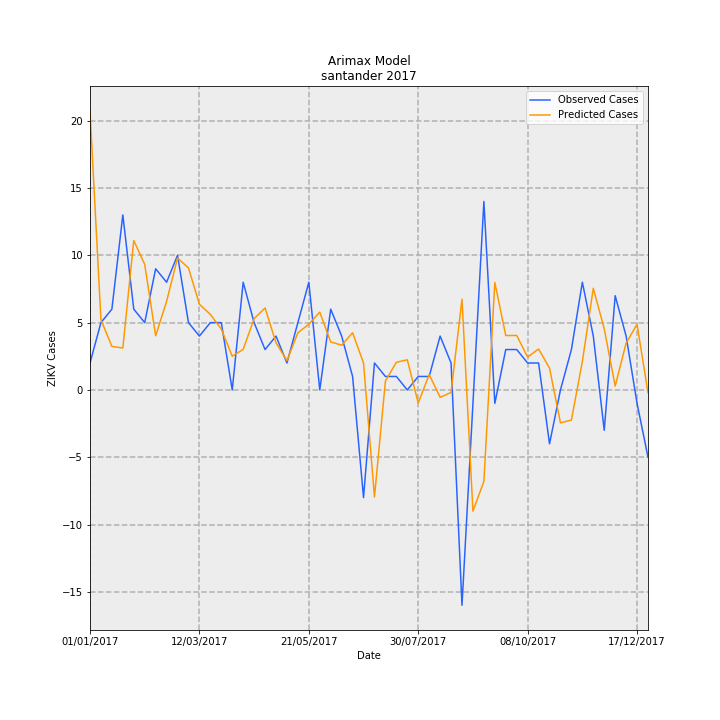 Arimax Model
santander 2017
Observed Cases
Predicted Cases
ZIKV Cases
20
15
10
5
0
−5
−10
−15
01/01/2017
12/03/2017
21/05/2017
30/07/2017
08/10/2017
17/12/2017
Date